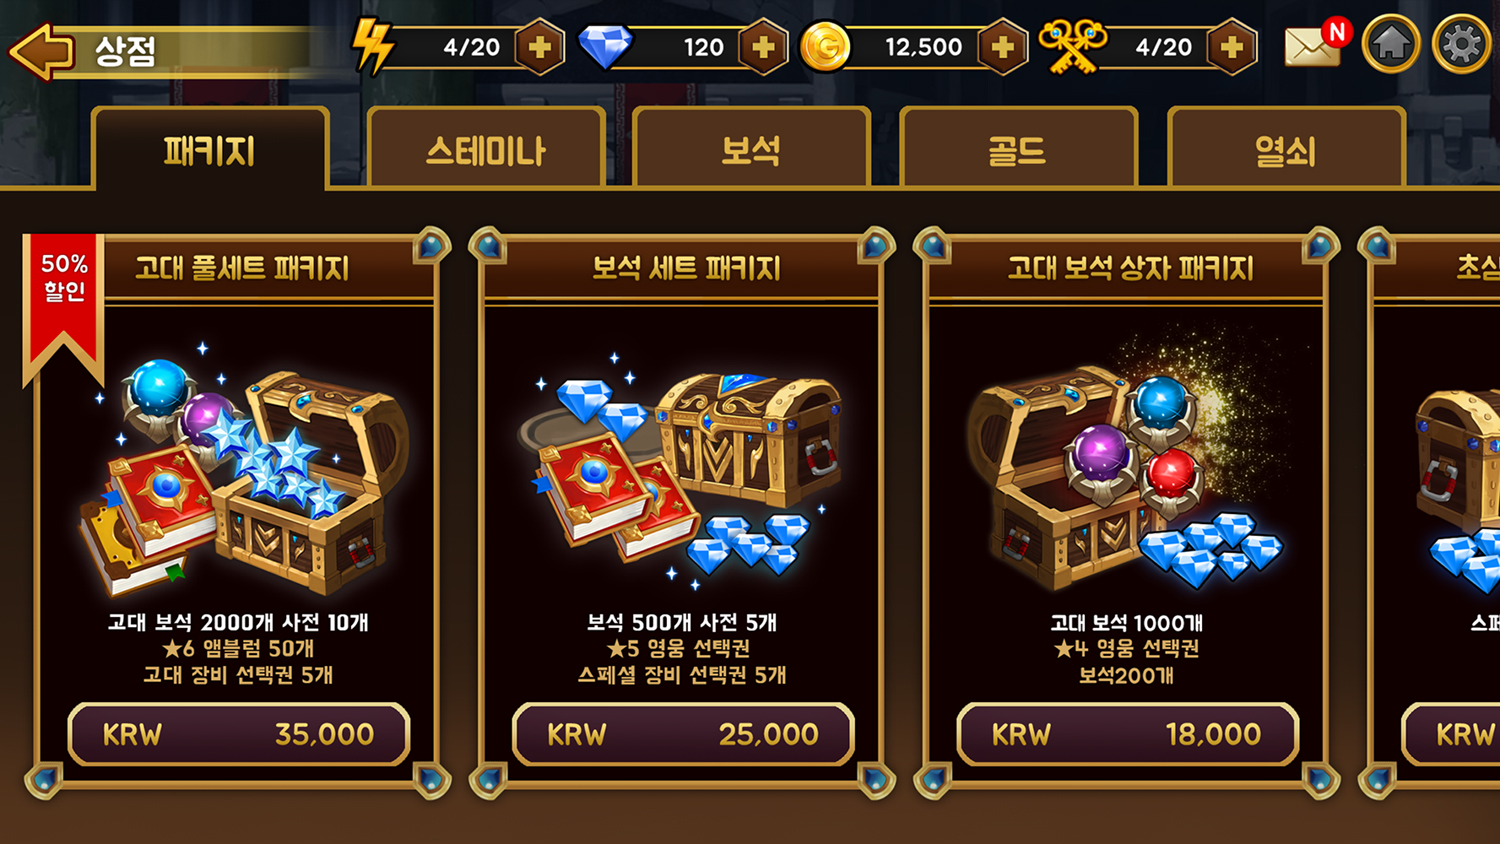 상점
4/20
120
12,500
4/20
N
패키지
스테미나
보석
골드
열쇠
50%
할인
고대 풀세트 패키지
고대 보석 2000개 사전 10개
★6 앰블럼 50개
고대 장비 선택권 5개
KRW 35,000
보석 세트 패키지
보석 500개 사전 5개
★5 영웅 선택권
스페셜 장비 선택권 5개
KRW 25,000
고대 보석 상자 패키지
고대 보석 1000개
★4 영웅 선택권
보석200개
KRW 18,000
초심
스페
KRW